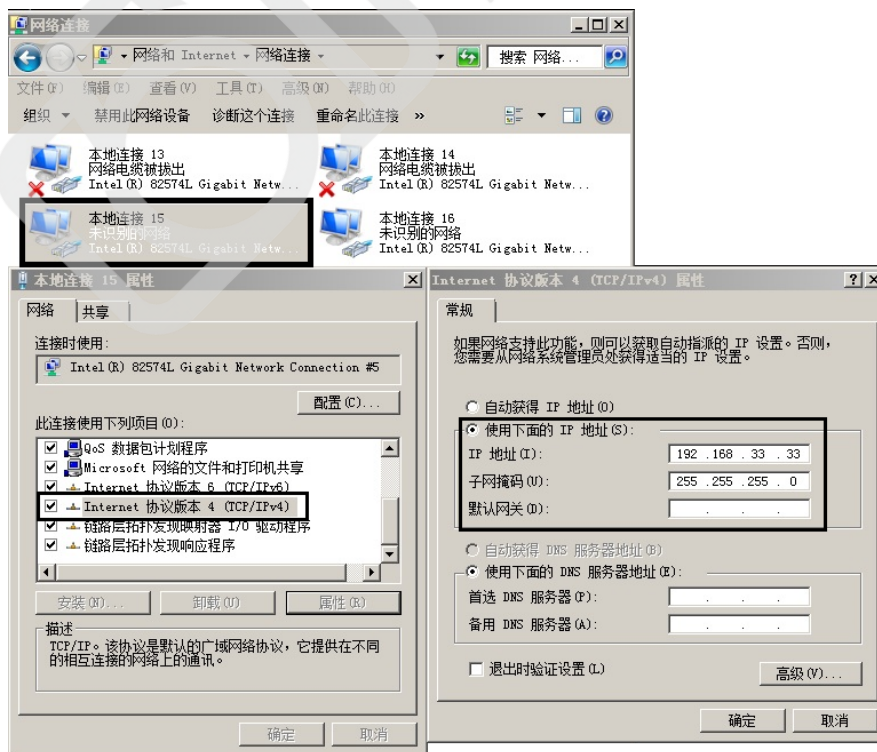 网络连接
网络和 Internet 网络连接
搜索 网络...
文件(F) 编辑(E) 查看(V) 工具(T) 高级(N) 帮助(H)
组织 禁用此网络设备 诊断这个连接 重命名此连接 »
本地连接 13
网络电缆被拔出
Intel(R) 82574L Gigabit Netw...
本地连接 14
网络电缆被拔出
Intel(R) 82574L Gigabit Netw...
本地连接 15
未识别的网络
Intel(R) 82574L Gigabit Netw...
本地连接 16
未识别的网络
Intel(R) 82574L Gigabit Netw...
本地连接 15 属性
网络 共享
连接时使用:
Intel(R) 82574L Gigabit Network Connection #5
配置(C)...
此连接使用下列项目(O):
QoS 数据包计划程序
Microsoft 网络的文件和打印机共享
Internet 协议版本 6 (TCP/IPv6)
Internet 协议版本 4 (TCP/IPv4)
链路层拓扑发现映射器 I/O 驱动程序
链路层拓扑发现响应程序
安装(N)... 卸载(U) 属性(R)
描述
TCP/IP。该协议是默认的广域网络协议，它提供在不同
的相互连接的网络上的通讯。
确定 取消
Internet 协议版本 4 (TCP/IPv4) 属性
常规
如果网络支持此功能，则可以获取自动指派的 IP 设置。否则，
您需要从网络系统管理员处获得适当的 IP 设置。
自动获得 IP 地址(O)
使用下面的 IP 地址(S):
IP 地址(I): 192 .168 . 33 . 33
子网掩码(U): 255 .255 .255 . 0
默认网关(D): . . .
自动获得 DNS 服务器地址(B)
使用下面的 DNS 服务器地址(E):
首选 DNS 服务器(P): . . .
备用 DNS 服务器(A): . . .
退出时验证设置(L)
高级(V)...
确定 取消